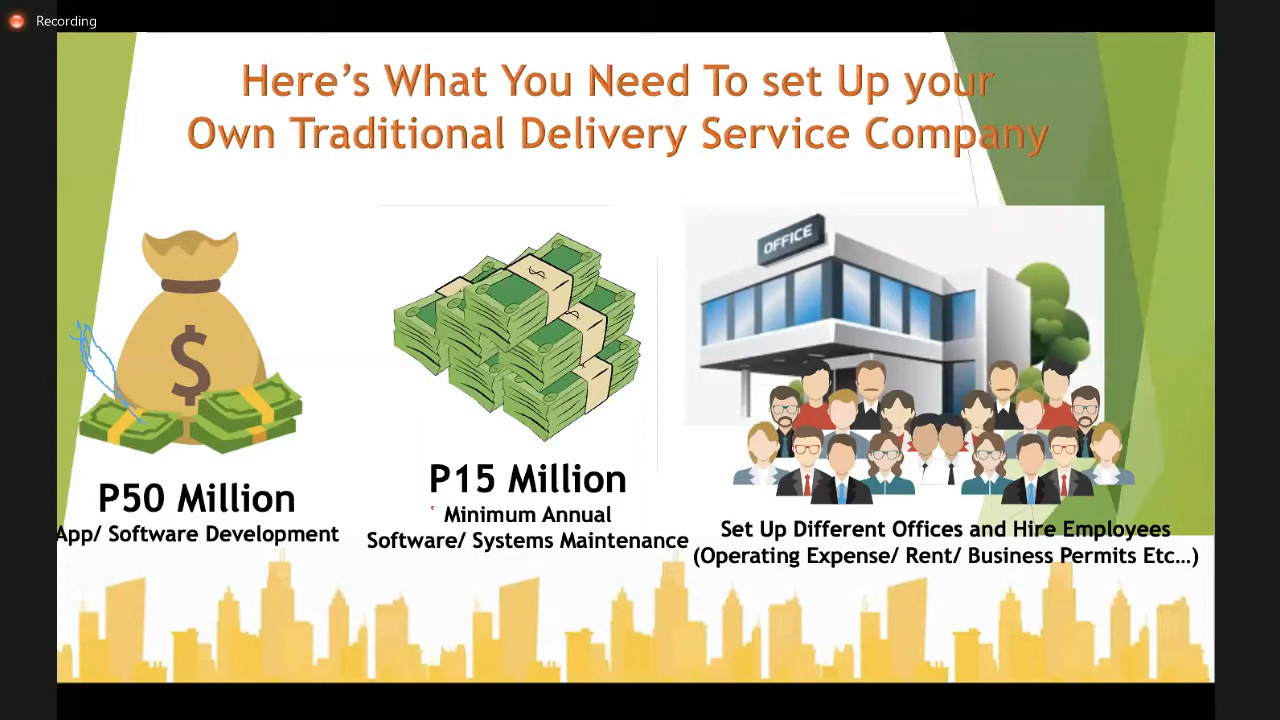 Recording
Here's What You Need To set Up your
Own Traditional Delivery Service Company
OFFICE
$
$
P50 Million
App/ Software Development
P15 Million
Minimum Annual
Software/ Systems Maintenance
Set Up Different Offices and Hire Employees
(Operating Expense/ Rent/ Business Permits Etc...)